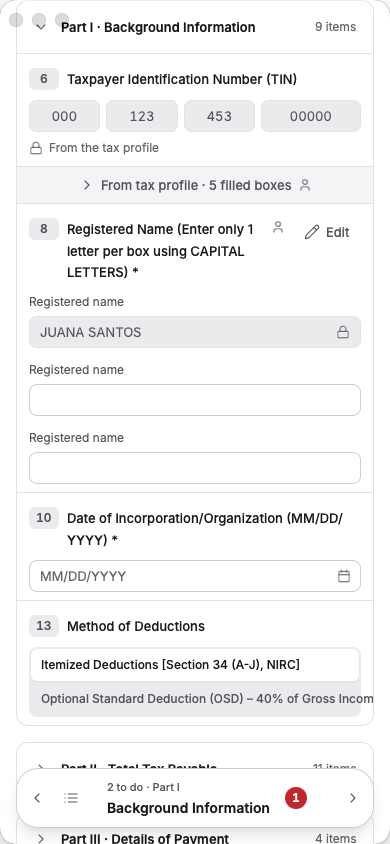 Part I · Background Information
9 items
6
Taxpayer Identification Number (TIN)
000
123
453
00000
From the tax profile
From tax profile · 5 filled boxes
8
Registered Name (Enter only 1
letter per box using CAPITAL
LETTERS) *
Edit
Registered name
JUANA SANTOS
Registered name
Registered name
10
Date of Incorporation/Organization (MM/DD/
YYYY) *
MM/DD/YYYY
13
Method of Deductions
Itemized Deductions [Section 34 (A-J), NIRC]
Optional Standard Deduction (OSD) – 40% of Gross Incom
Part II · Total Tax Payable
11 items
2 to do · Part I
Background Information
1
Part III · Details of Payment
4 items